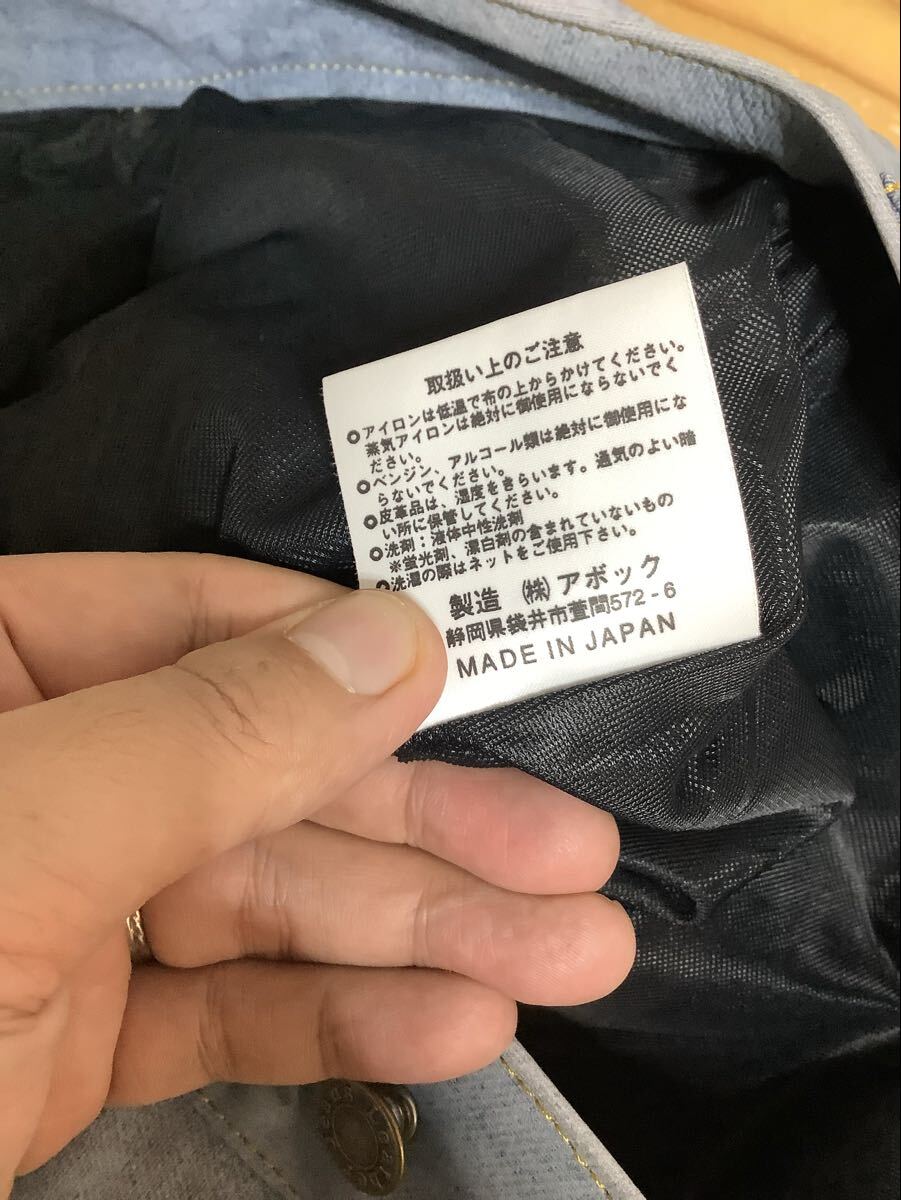 取扱い上のご注意
◎アイロンは低温で布の上からかけてください。
蒸気アイロンは絶対に御使用にならないでく
ださい。
◎ベンジン、アルコール類は絶対に御使用にな
らないでください。
◎皮革品は、湿度をきらいます。通気のよい暗
い所に保管してください。
◎洗剤：液体中性洗剤
※蛍光剤、漂白剤の含まれていないもの
◎洗濯の際はネットをご使用下さい。
製造 ㈱アボック
静岡県袋井市萱間572-6
MADE IN JAPAN